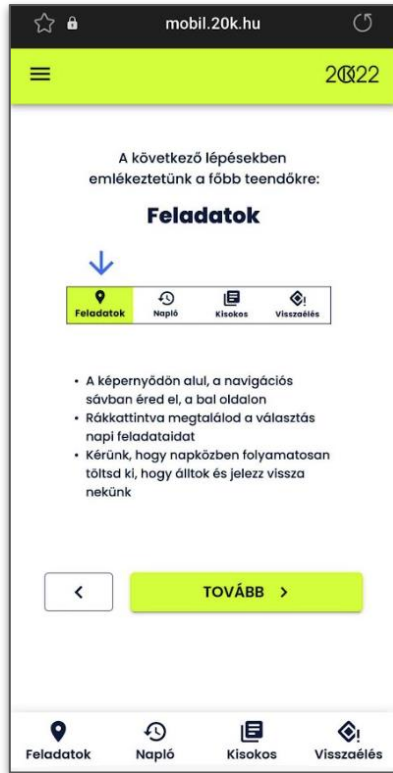 mobil.20k.hu
20K22
A következő lépésekben
emlékeztetünk a főbb teendőkre:
Feladatok
Feladatok Napló Kisokos Visszaélés
• A képernyődön alul, a navigációs
sávban éred el, a bal oldalon
• Rákkattintva megtalálod a választás
napi feladataidat
• Kérünk, hogy napközben folyamatosan
töltsd ki, hogy álltok és jelezz vissza
nekünk
< TOVÁBB >
Feladatok Napló Kisokos Visszaélés